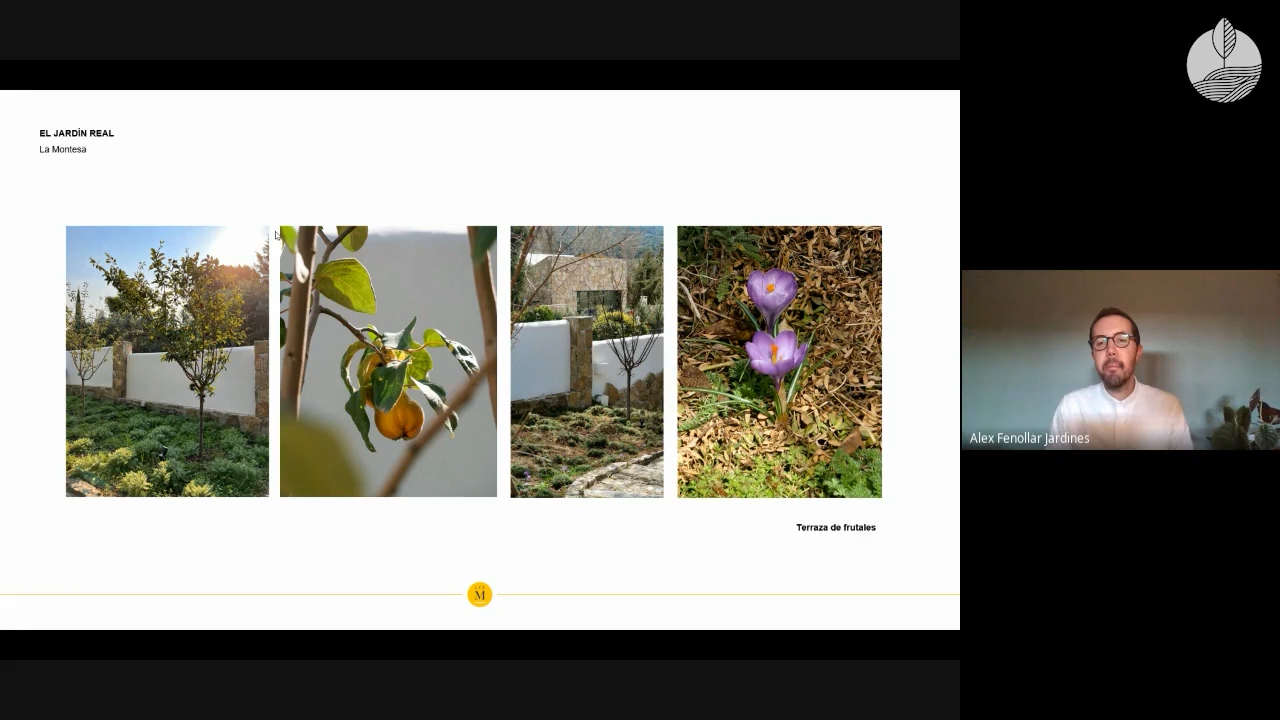 EL JARDÍN REAL
La Montesa
Terraza de frutales
M
Alex Fenollar Jardines